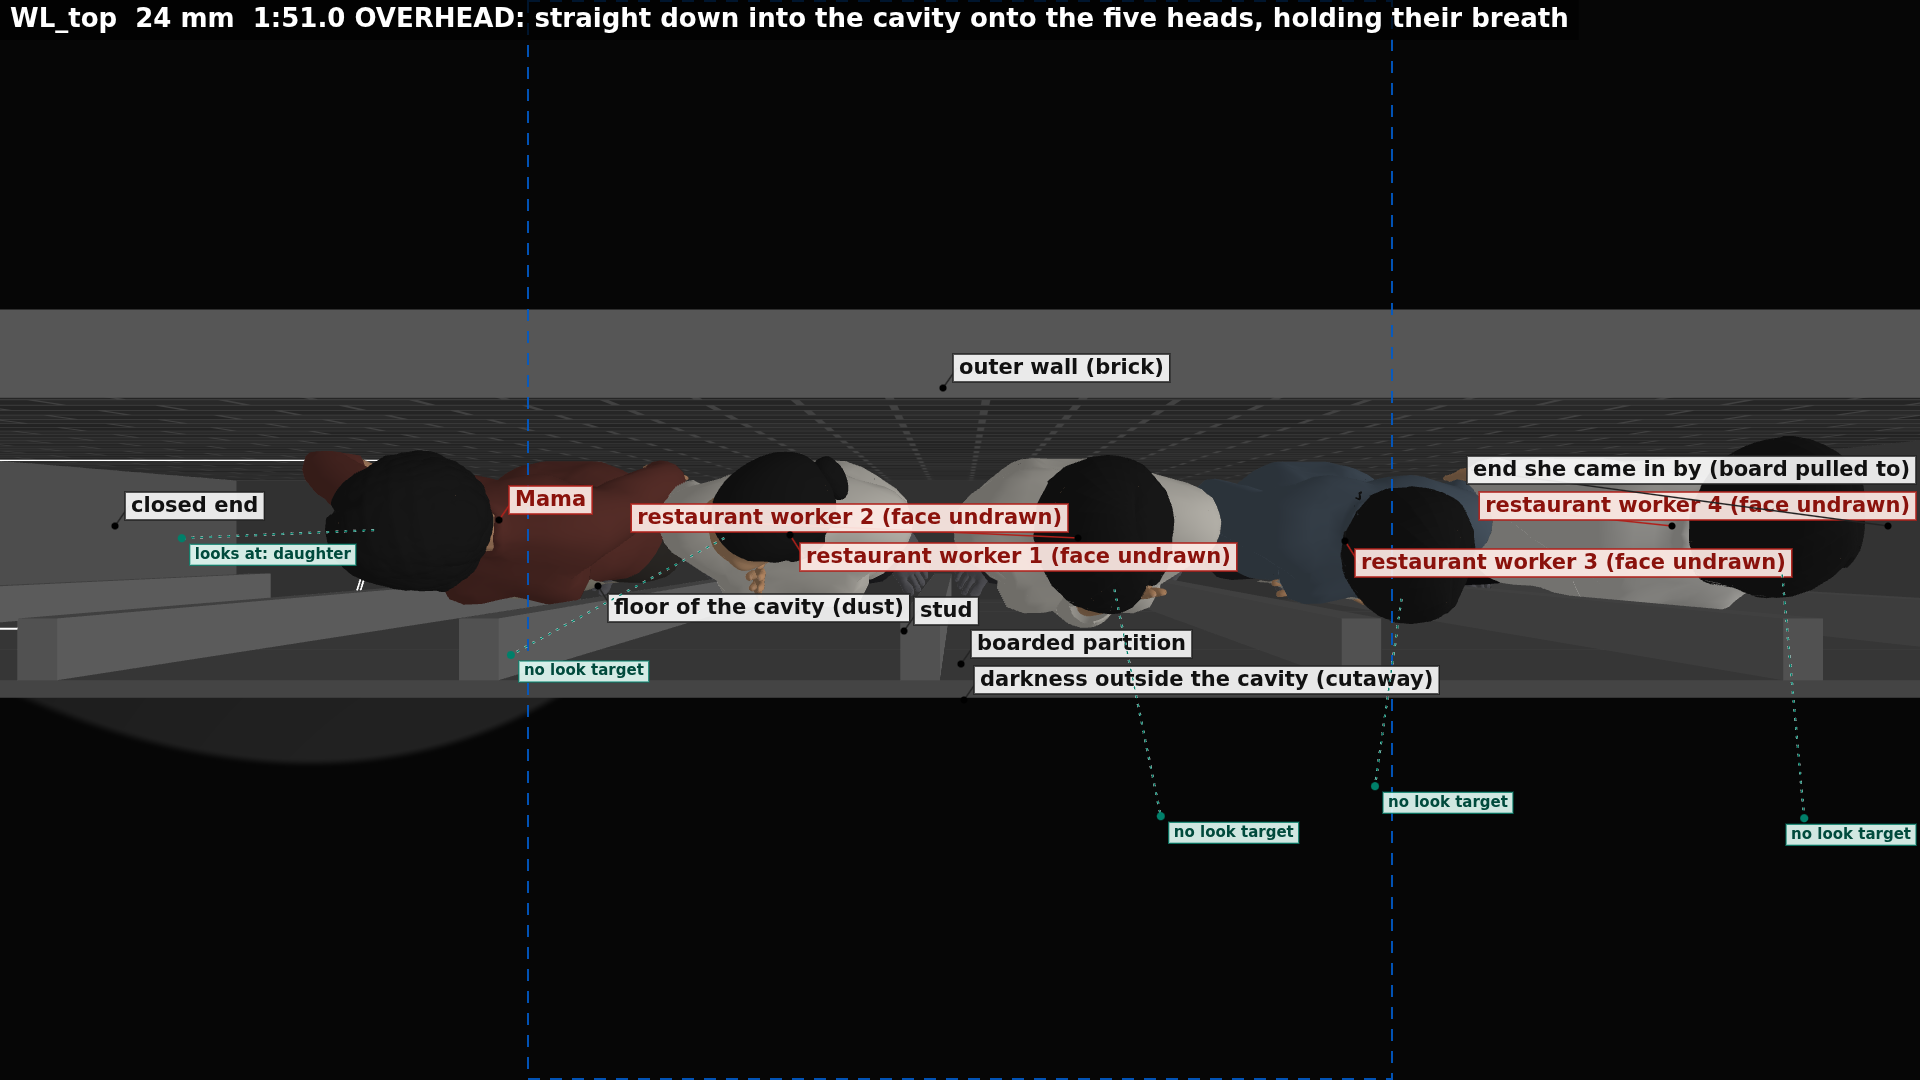 WL_top 24 mm 1:51.0 OVERHEAD: straight down into the cavity onto the five heads, holding their breath
outer wall (brick)
end she came in by (board pulled to)
closed end
Mama
restaurant worker 4 (face undrawn)
restaurant worker 2 (face undrawn)
looks at: daughter
restaurant worker 1 (face undrawn)
restaurant worker 3 (face undrawn)
floor of the cavity (dust)
stud
boarded partition
no look target
darkness outside the cavity (cutaway)
no look target
no look target
no look target